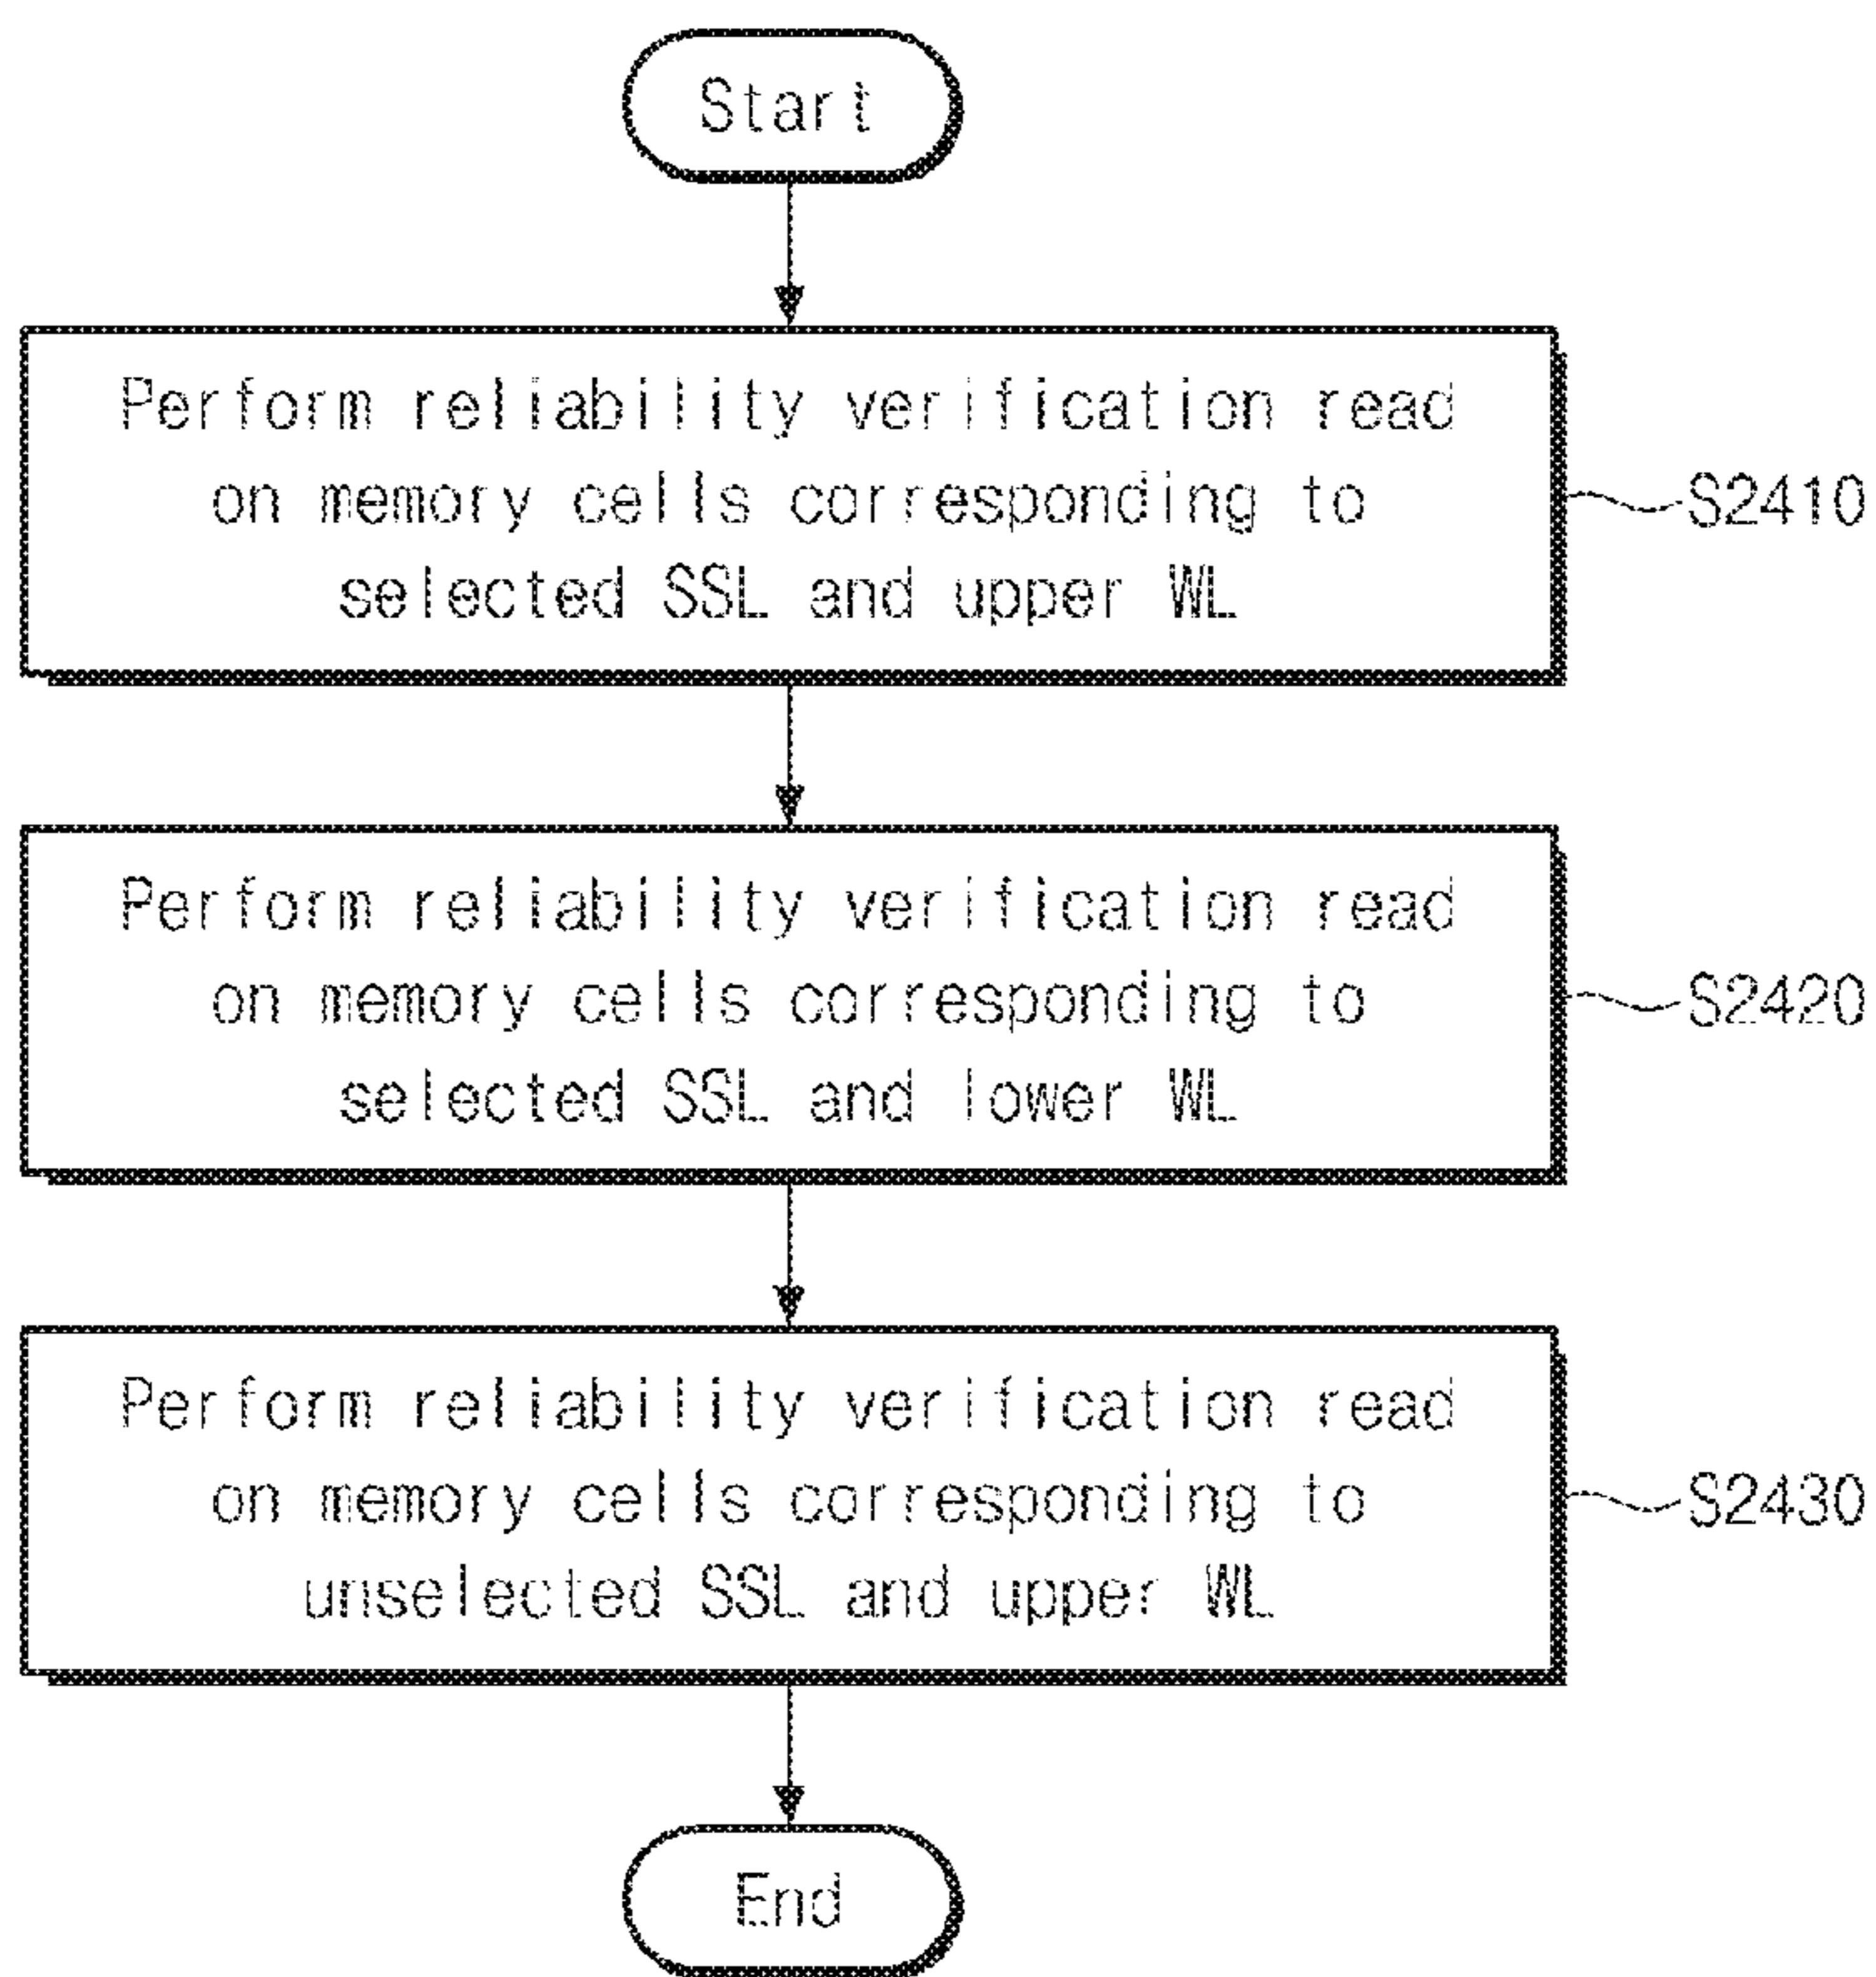 Start
Perform reliability verification read
on memory cells corresponding to
selected SSL and upper WL
S2410
Perform reliability verification read
on memory cells corresponding to
selected SSL and lower WL
S2420
Perform reliability verification read
on memory cells corresponding to
unselected SSL and upper WL
S2430
End